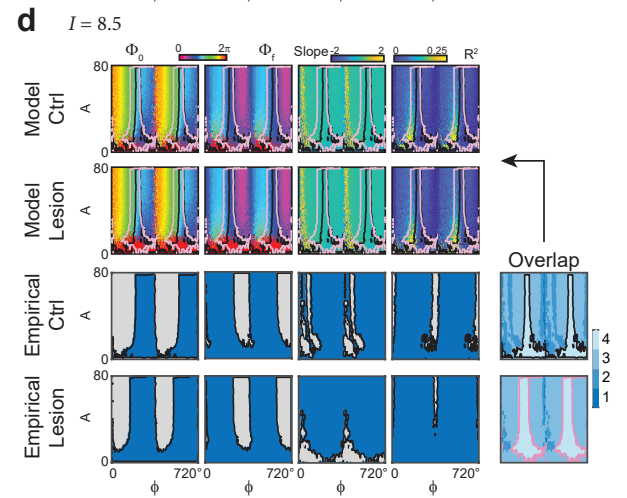 d I = 8.5
Φ0 0 2π Φf Slope -2 2 0 0.25 R²
Model Ctrl
80
A
0
Model Lesion
80
A
0
Overlap
Empirical Ctrl
80
A
0
4
3
2
1
Empirical Lesion
80
A
0
0 720° 0 720° 0 720° 0 720°
ϕ ϕ ϕ ϕ